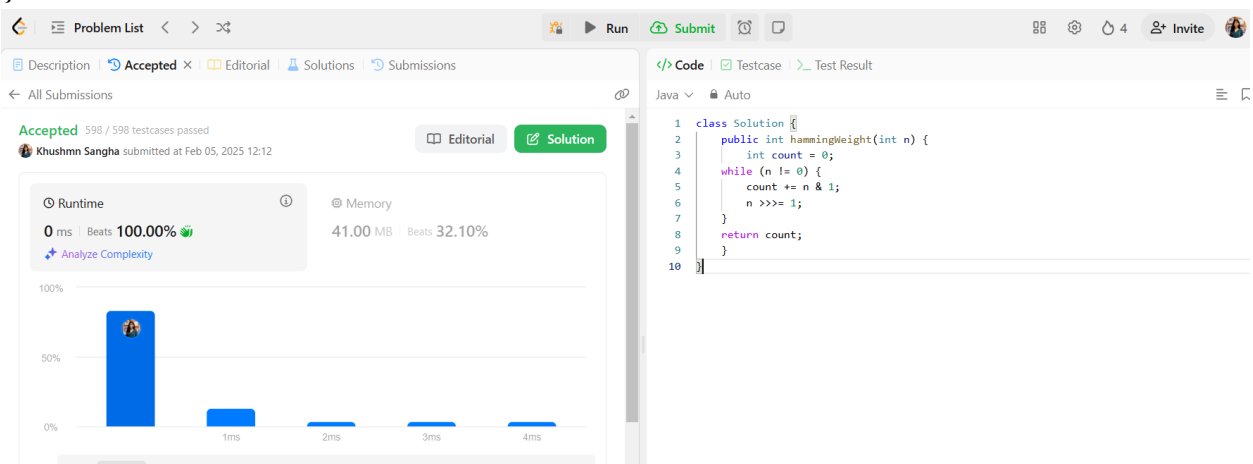 Problem List
Run
Submit
4
Invite
Description
Accepted
Editorial
Solutions
Submissions
</> Code
Testcase
>_ Test Result
All Submissions
Java
Auto
Accepted 598 / 598 testcases passed
Khushmn Sangha submitted at Feb 05, 2025 12:12
Editorial
Solution
Runtime
0 ms Beats 100.00%
Analyze Complexity
Memory
41.00 MB Beats 32.10%
100%
50%
0%
1ms 2ms 3ms 4ms
1 class Solution {
2 public int hammingWeight(int n) {
3 int count = 0;
4 while (n != 0) {
5 count += n & 1;
6 n >>>= 1;
7 }
8 return count;
9 }
10 }